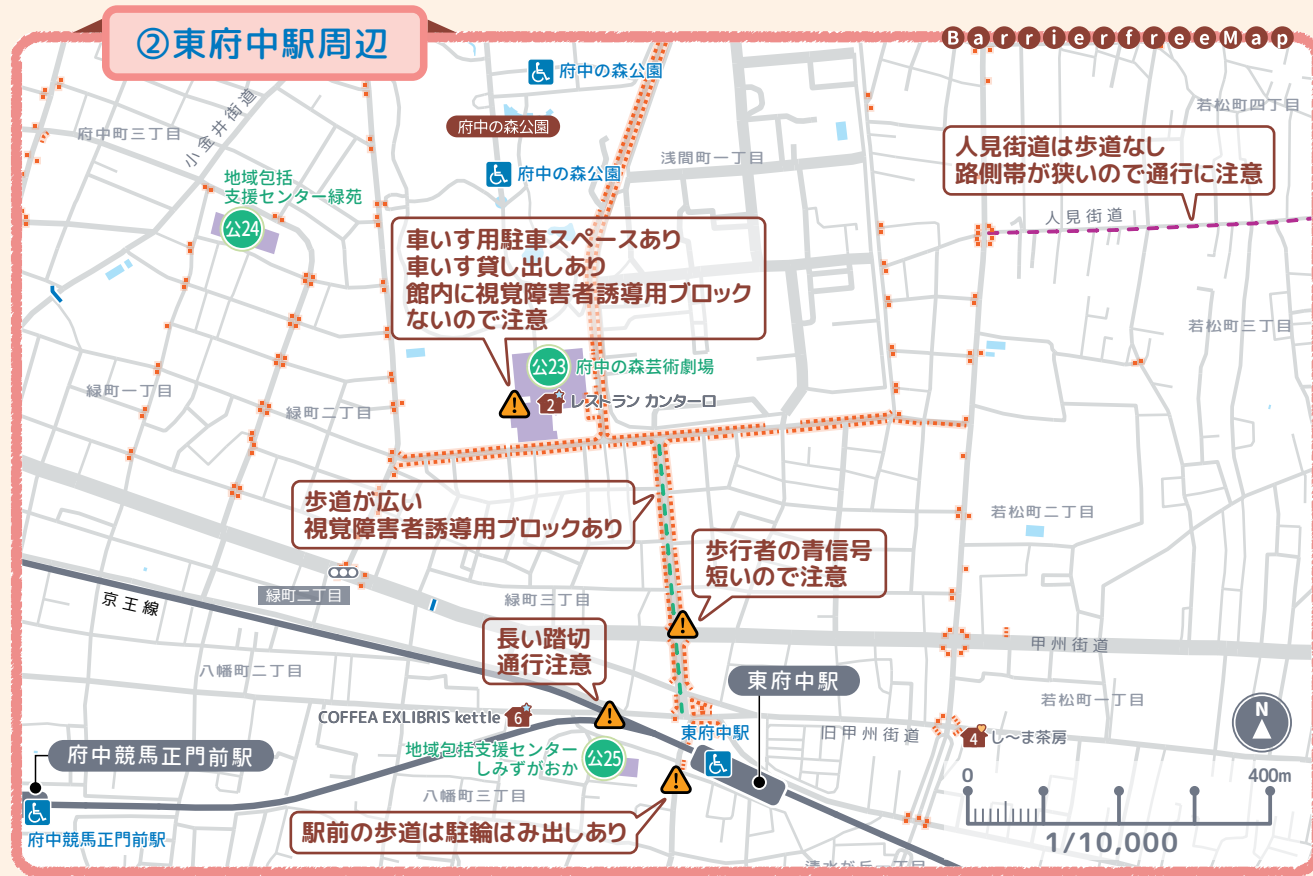 ②東府中駅周辺
BarrierfreeMap
府中の森公園
府中の森公園
府中の森公園
浅間町一丁目
若松町四丁目
府中町三丁目
小金井街道
人見街道は歩道なし
路側帯が狭いので通行に注意
人見街道
地域包括
支援センター緑苑
公24
車いす用駐車スペースあり
車いす貸し出しあり
館内に視覚障害者誘導用ブロック
ないので注意
若松町三丁目
公23
府中の森芸術劇場
2
レストラン カンターロ
緑町一丁目
緑町二丁目
歩道が広い
視覚障害者誘導用ブロックあり
若松町二丁目
歩行者の青信号
短いので注意
緑町二丁目
京王線
緑町三丁目
長い踏切
通行注意
甲州街道
八幡町二丁目
東府中駅
若松町一丁目
COFFEA EXLIBRIS kettle
6
東府中駅
旧甲州街道
4
し〜ま茶房
N
府中競馬正門前駅
地域包括支援センター
しみずがおか
公25
八幡町三丁目
0
400m
駅前の歩道は駐輪はみ出しあり
府中競馬正門前駅
1/10,000
清水が丘一丁目